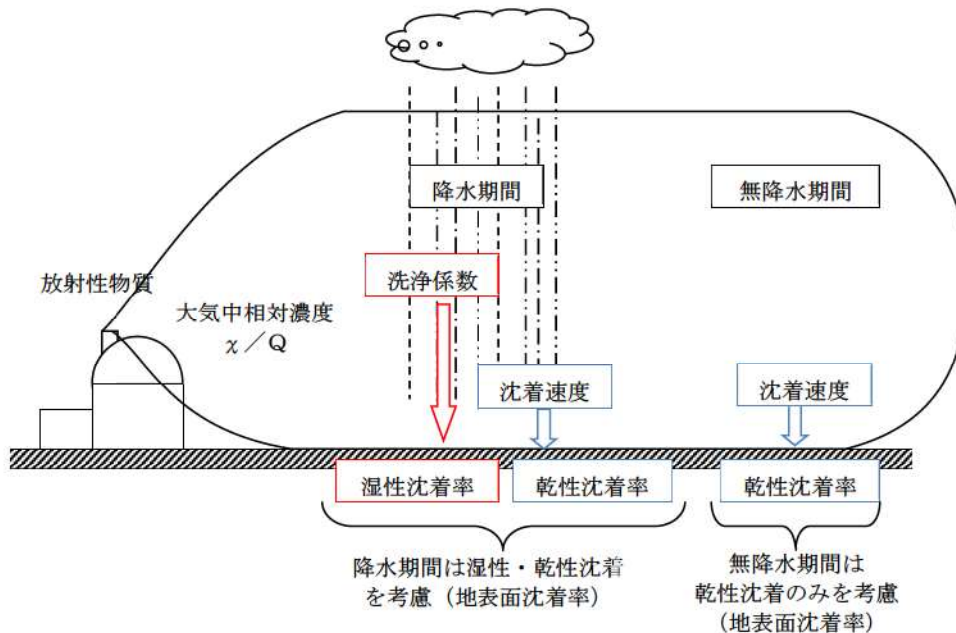 降水期間
無降水期間
放射性物質
洗浄係数
大気中相対濃度
χ/Q
沈着速度
沈着速度
湿性沈着率
乾性沈着率
乾性沈着率
降水期間は湿性・乾性沈着
を考慮(地表面沈着率)
無降水期間は
乾性沈着のみを考慮
(地表面沈着率)